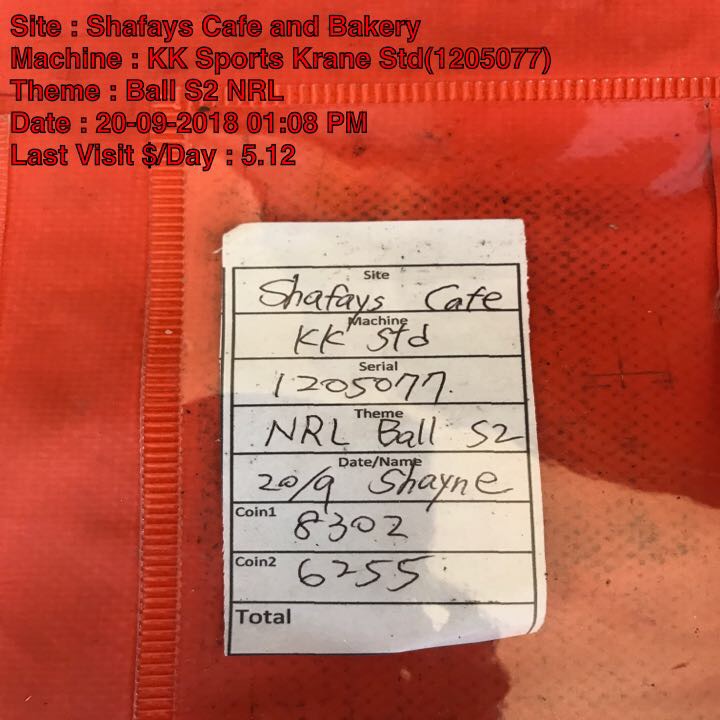 Site : Shafays Cafe and Bakery
Machine : KK Sports Krane Std(1205077)
Theme : Ball S2 NRL
Date : 20-09-2018 01:08 PM
Last Visit $/Day : 5.12
Site
Shafays Cafe
Machine
KK Std
Serial
1205077.
Theme
NRL Ball S2
Date/Name
20/9 Shayne
Coin1
8302
Coin2
6255
Total